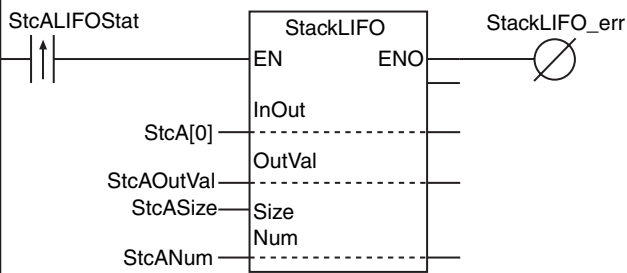 StcALIFOStat
StackLIFO
StackLIFO_err
EN
ENO
InOut
StcA[0]
OutVal
StcAOutVal
StcASize
Size
Num
StcANum